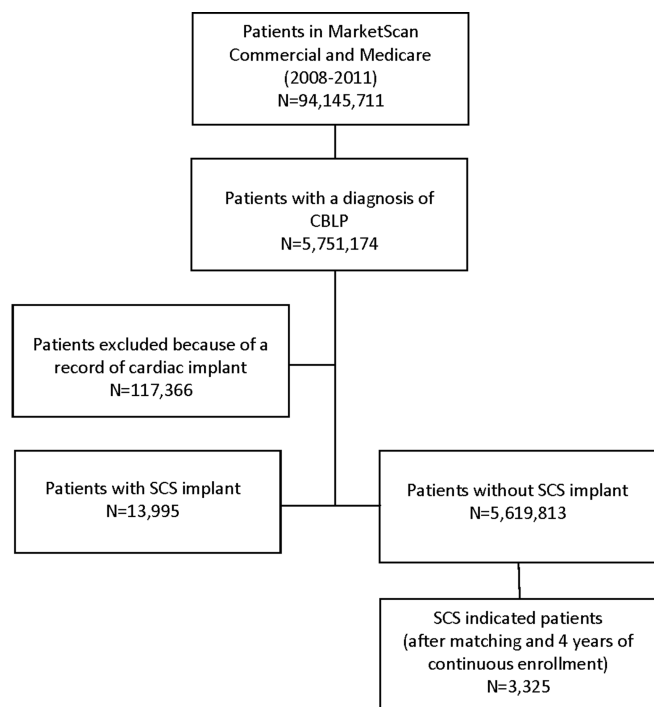 Patients in MarketScan
Commercial and Medicare
(2008-2011)
N=94,145,711
Patients with a diagnosis of
CBLP
N=5,751,174
Patients excluded because of a
record of cardiac implant
N=117,366
Patients with SCS implant
N=13,995
Patients without SCS implant
N=5,619,813
SCS indicated patients
(after matching and 4 years of
continuous enrollment)
N=3,325